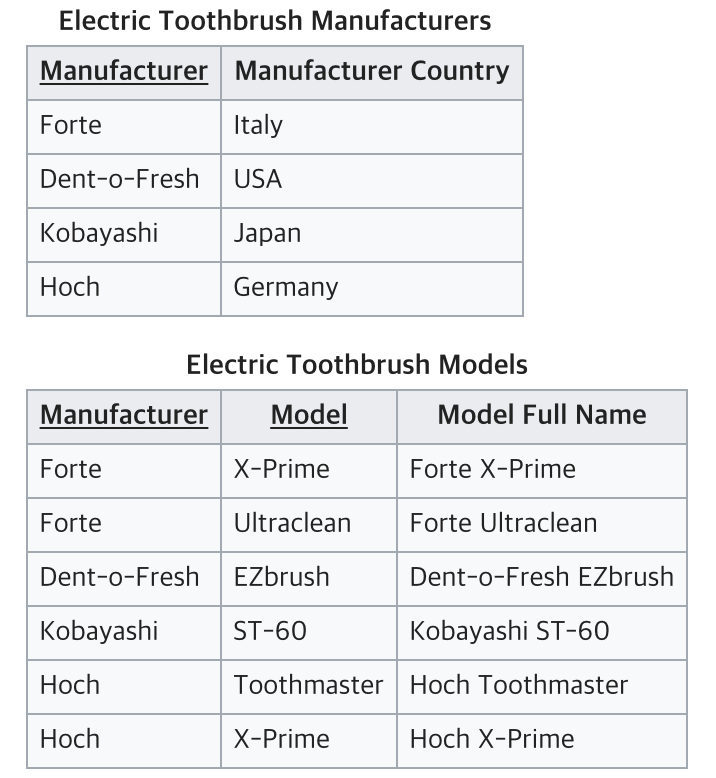 Electric Toothbrush Manufacturers
Manufacturer Manufacturer Country
Forte Italy
Dent-o-Fresh USA
Kobayashi Japan
Hoch Germany
Electric Toothbrush Models
Manufacturer Model Model Full Name
Forte X-Prime Forte X-Prime
Forte Ultraclean Forte Ultraclean
Dent-o-Fresh EZbrush Dent-o-Fresh EZbrush
Kobayashi ST-60 Kobayashi ST-60
Hoch Toothmaster Hoch Toothmaster
Hoch X-Prime Hoch X-Prime